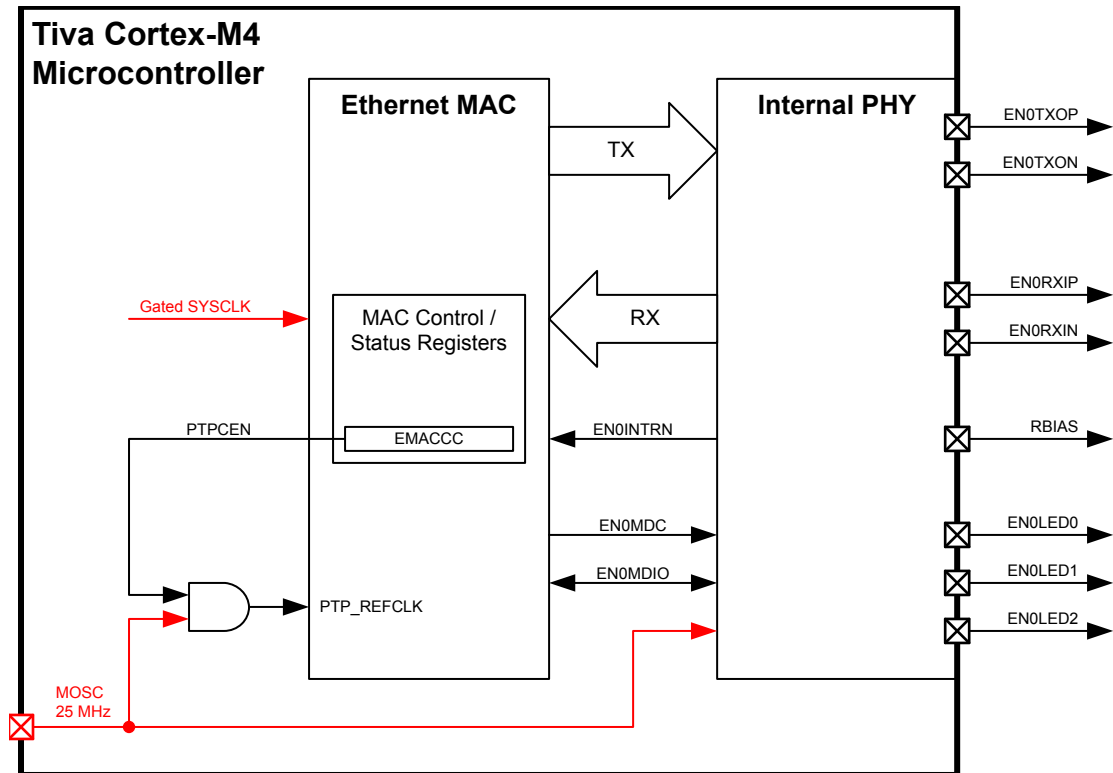 Tiva Cortex-M4
Microcontroller
Ethernet MAC
Internal PHY
EN0TXOP
TX
EN0TXON
Gated SYSCLK
MAC Control /
Status Registers
RX
EN0RXIP
EN0RXIN
PTPCEN
EMACCC
EN0INTRN
RBIAS
EN0MDC
EN0LED0
EN0MDIO
EN0LED1
PTP_REFCLK
EN0LED2
MOSC
25 MHz